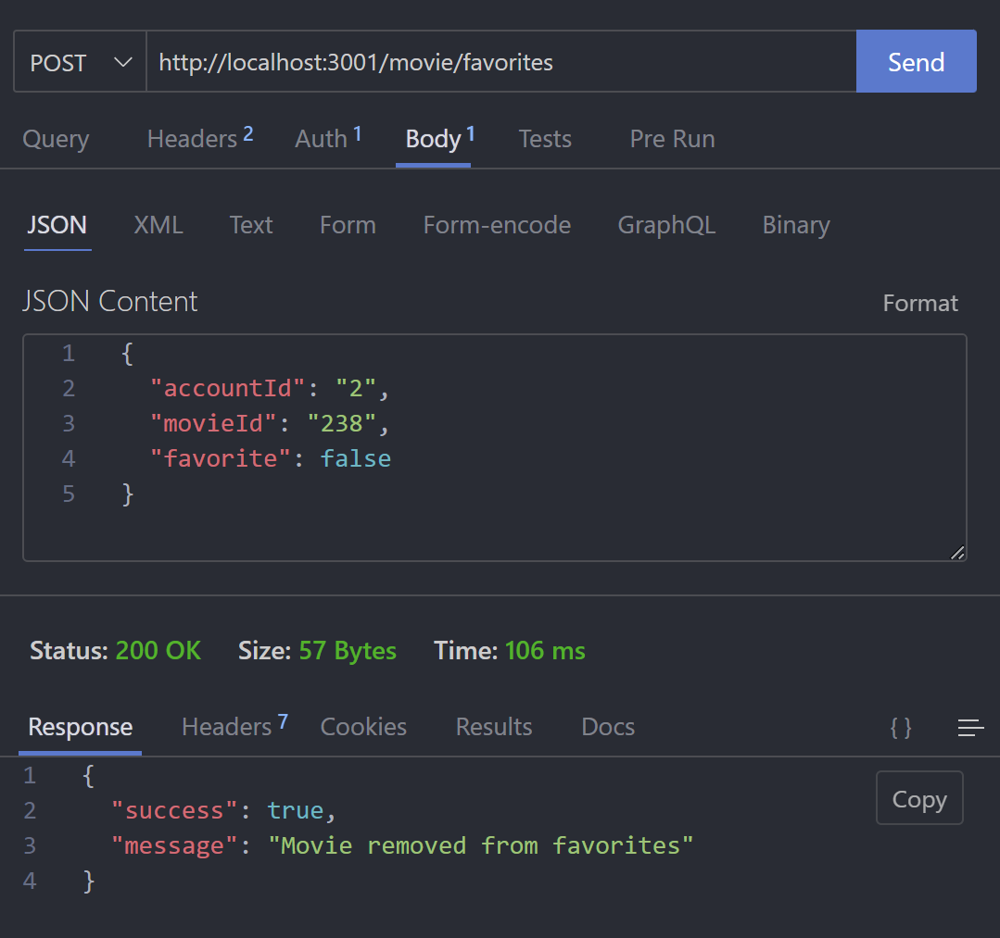 POST http://localhost:3001/movie/favorites Send
Query Headers 2 Auth 1 Body 1 Tests Pre Run
JSON XML Text Form Form-encode GraphQL Binary
JSON Content Format
1 {
2 "accountId": "2",
3 "movieId": "238",
4 "favorite": false
5 }
Status: 200 OK Size: 57 Bytes Time: 106 ms
Response Headers 7 Cookies Results Docs { }
1 {
2 "success": true,
Copy
3 "message": "Movie removed from favorites"
4 }